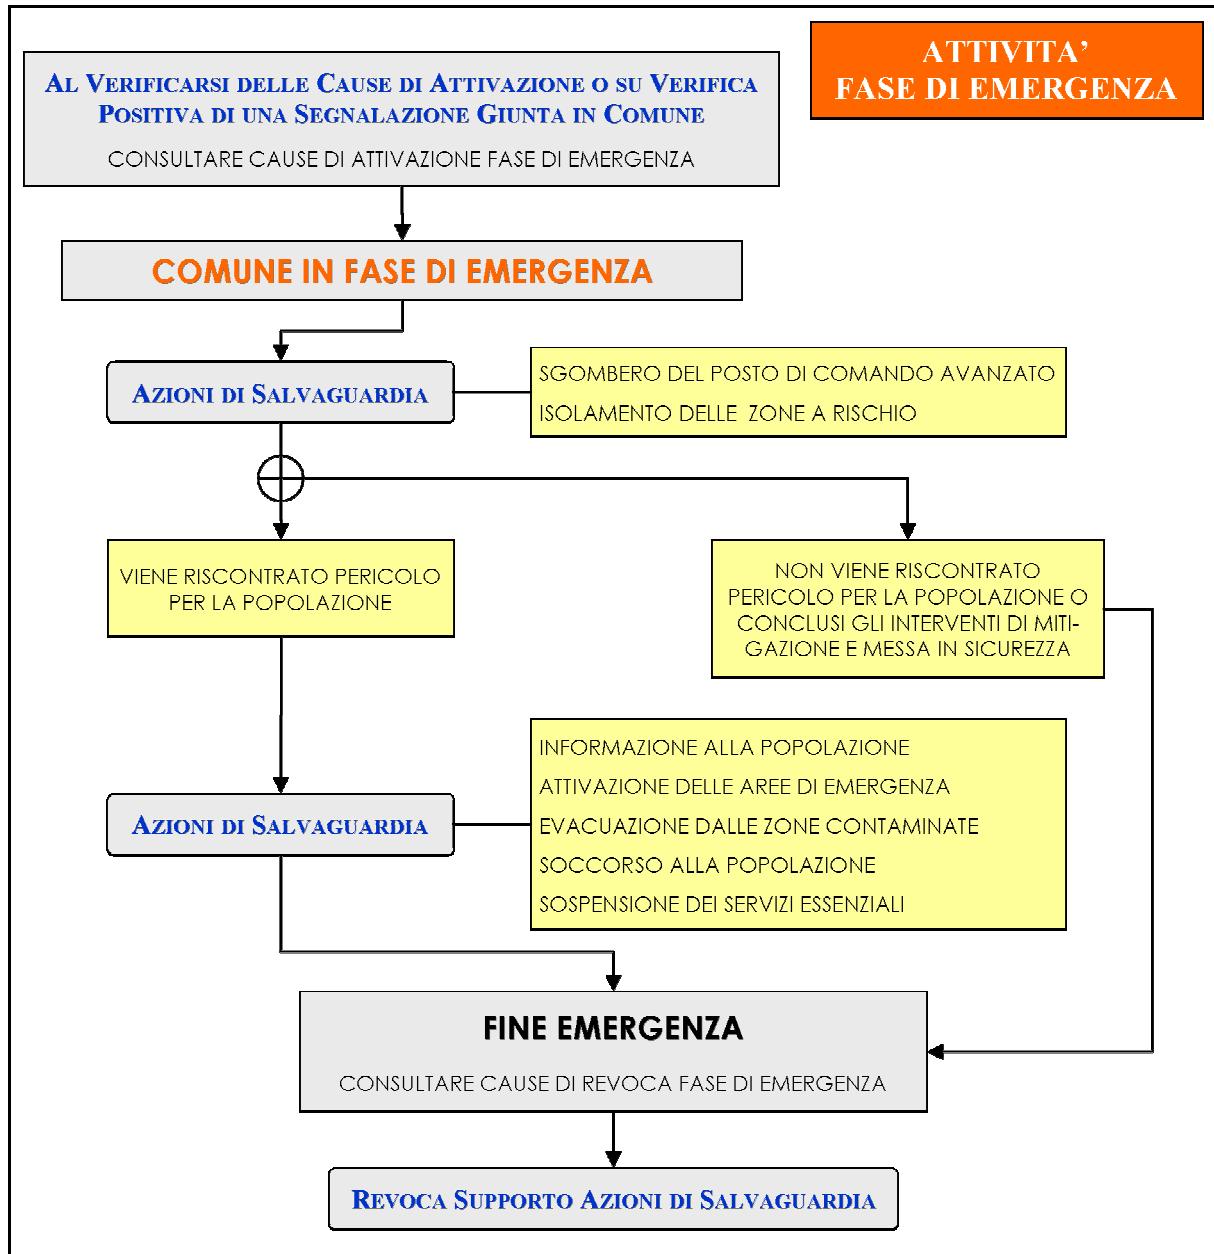 ATTIVITA’
FASE DI EMERGENZA
AL VERIFICARSI DELLE CAUSE DI ATTIVAZIONE O SU VERIFICA
POSITIVA DI UNA SEGNALAZIONE GIUNTA IN COMUNE
CONSULTARE CAUSE DI ATTIVAZIONE FASE DI EMERGENZA
COMUNE IN FASE DI EMERGENZA
AZIONI DI SALVAGUARDIA
SGOMBERO DEL POSTO DI COMANDO AVANZATO
ISOLAMENTO DELLE ZONE A RISCHIO
VIENE RISCONTRATO PERICOLO
PER LA POPOLAZIONE
NON VIENE RISCONTRATO
PERICOLO PER LA POPOLAZIONE O
CONCLUSI GLI INTERVENTI DI MITI-
GAZIONE E MESSA IN SICUREZZA
AZIONI DI SALVAGUARDIA
INFORMAZIONE ALLA POPOLAZIONE
ATTIVAZIONE DELLE AREE DI EMERGENZA
EVACUAZIONE DALLE ZONE CONTAMINATE
SOCCORSO ALLA POPOLAZIONE
SOSPENSIONE DEI SERVIZI ESSENZIALI
FINE EMERGENZA
CONSULTARE CAUSE DI REVOCA FASE DI EMERGENZA
REVOCA SUPPORTO AZIONI DI SALVAGUARDIA